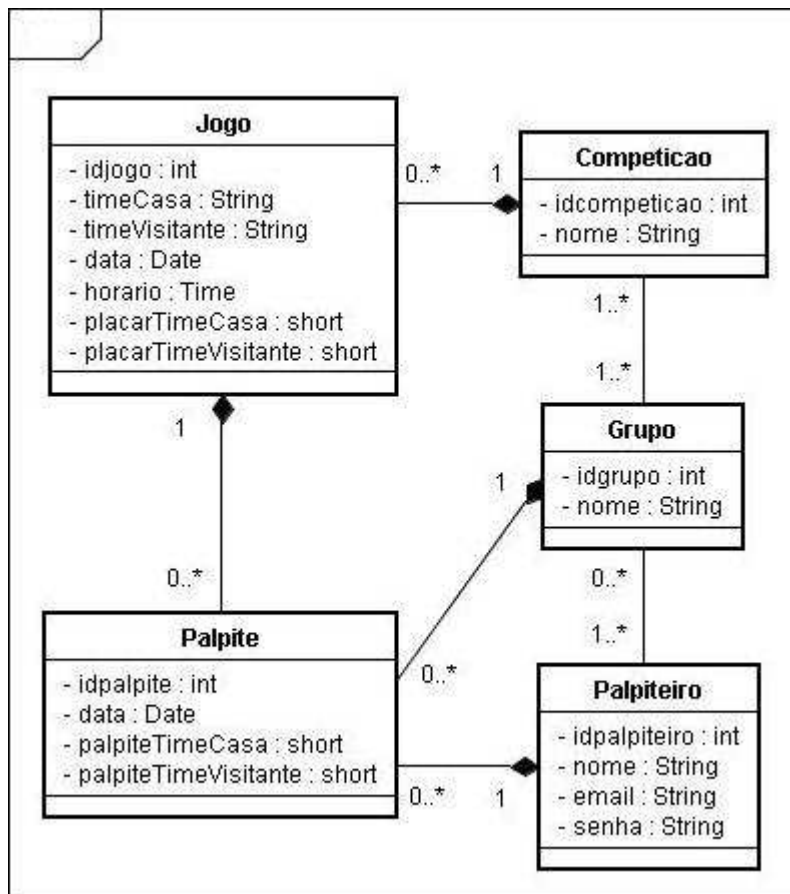 Jogo
- idjogo : int
- timeCasa : String
- timeVisitante : String
- data : Date
- horario : Time
- placarTimeCasa : short
- placarTimeVisitante : short
0..*
1
Competicao
- idcompeticao : int
- nome : String
1..*
1..*
Grupo
- idgrupo : int
- nome : String
1
0..*
1
0..*
0..*
1..*
Palpite
- idpalpite : int
- data : Date
- palpiteTimeCasa : short
- palpiteTimeVisitante : short
0..*
1
Palpiteiro
- idpalpiteiro : int
- nome : String
- email : String
- senha : String